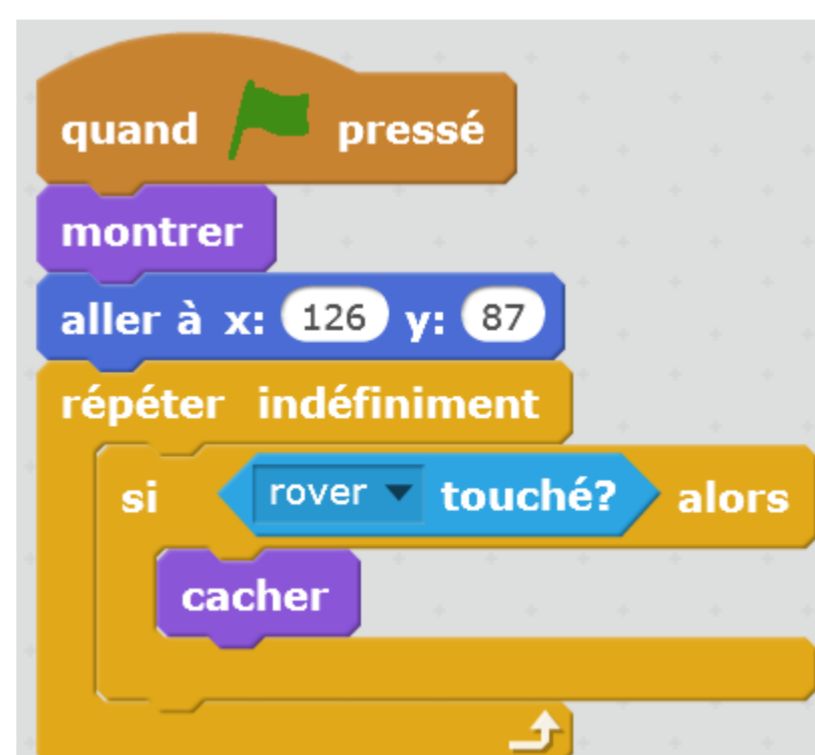 quand pressé
montrer
aller à x: 126 y: 87
répéter indéfiniment
si rover touché? alors
cacher